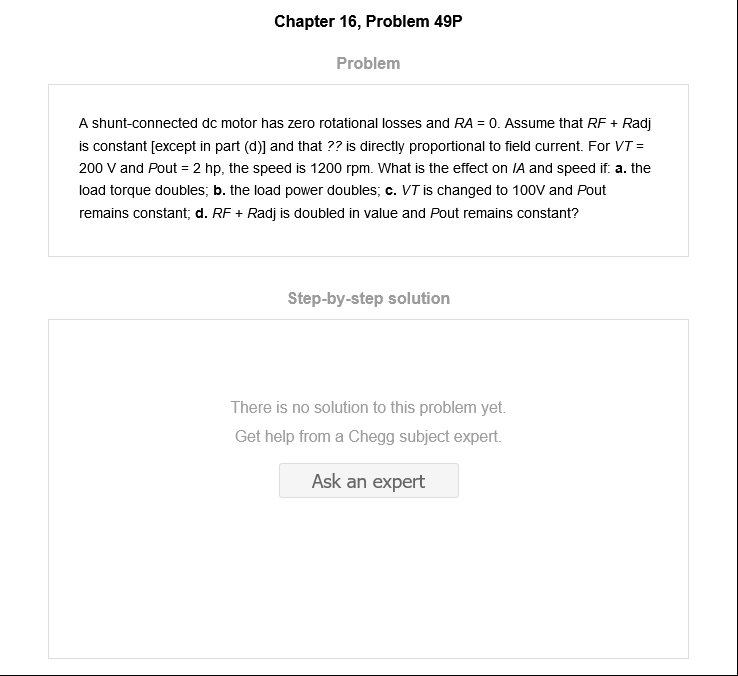 Chapter 16, Problem 49P
Problem
A shunt-connected dc motor has zero rotational losses and RA = 0. Assume that RF + Radj
is constant [except in part (d)] and that ?? is directly proportional to field current. For VT =
200 V and Pout = 2 hp, the speed is 1200 rpm. What is the effect on IA and speed if: a. the
load torque doubles; b. the load power doubles; c. VT is changed to 100V and Pout
remains constant; d. RF + Radj is doubled in value and Pout remains constant?
Step-by-step solution
There is no solution to this problem yet.
Get help from a Chegg subject expert.
Ask an expert